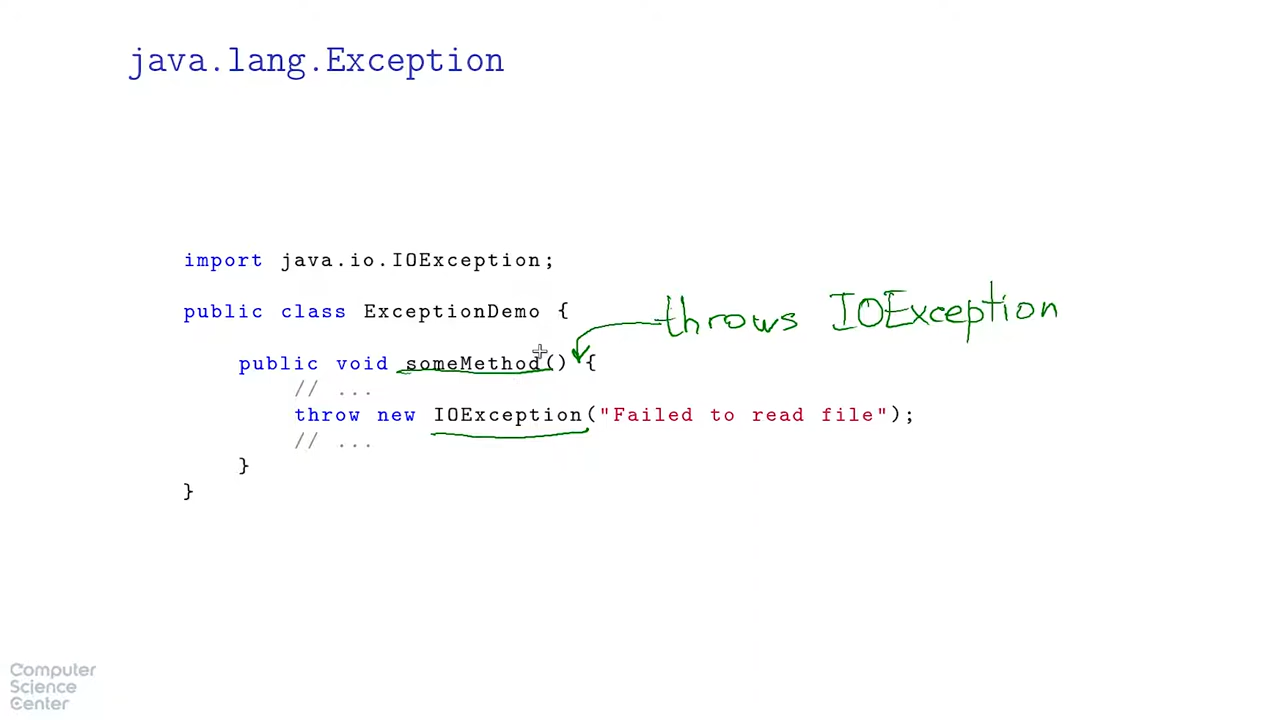 java.lang.Exception
import java.io.IOException;
public class ExceptionDemo {
throws IOException
public void someMethod() {
// ...
throw new IOException("Failed to read file");
// ...
}
}
Computer
Science
Center